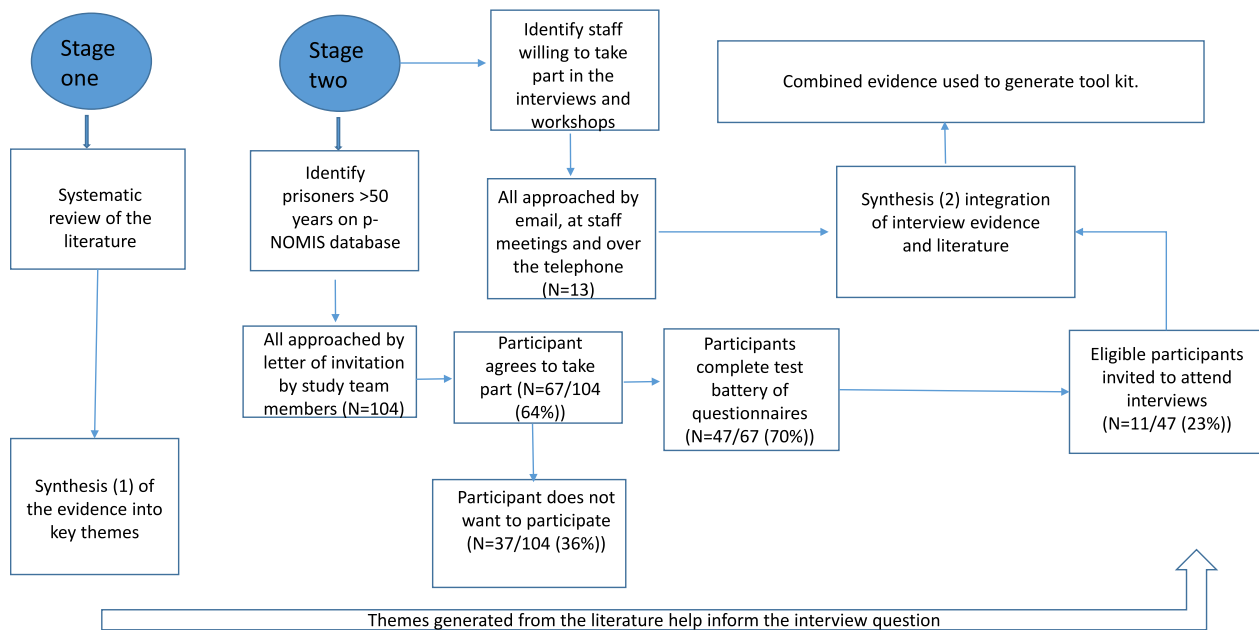 Stage
one
Systematic
review of the
literature
Synthesis (1) of
the evidence into
key themes
Stage
two
Identify
prisoners >50
years on p-
NOMIS database
All approached by
letter of invitation
by study team
members (N=104)
Identify staff
willing to take
part in the
interviews and
workshops
All approached by
email, at staff
meetings and over
the telephone
(N=13)
Participant
agrees to take
part (N=67/104
(64%))
Participant does not
want to participate
(N=37/104 (36%))
Participants
complete test
battery of
questionnaires
(N=47/67 (70%))
Eligible participants
invited to attend
interviews
(N=11/47 (23%))
Synthesis (2) integration
of interview evidence
and literature
Combined evidence used to generate tool kit.
Themes generated from the literature help inform the interview question